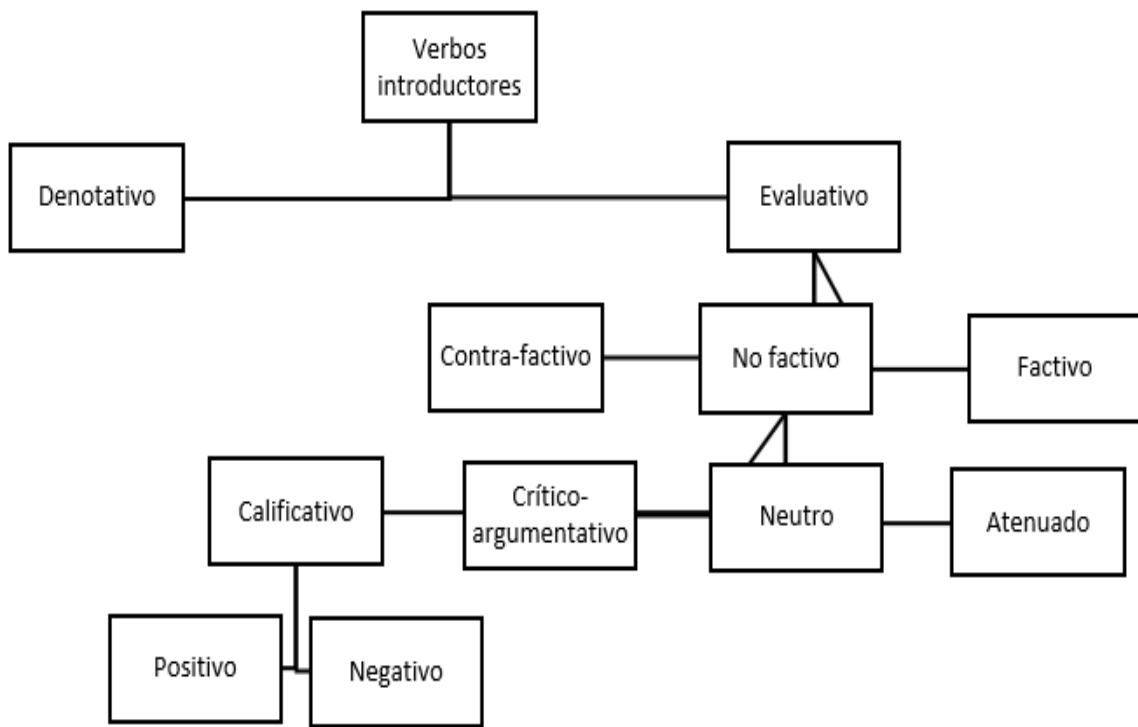 Verbos
introductores
Denotativo
Evaluativo
Contra-factivo
No factivo
Factivo
Calificativo
Crítico-
argumentativo
Neutro
Atenuado
Positivo
Negativo